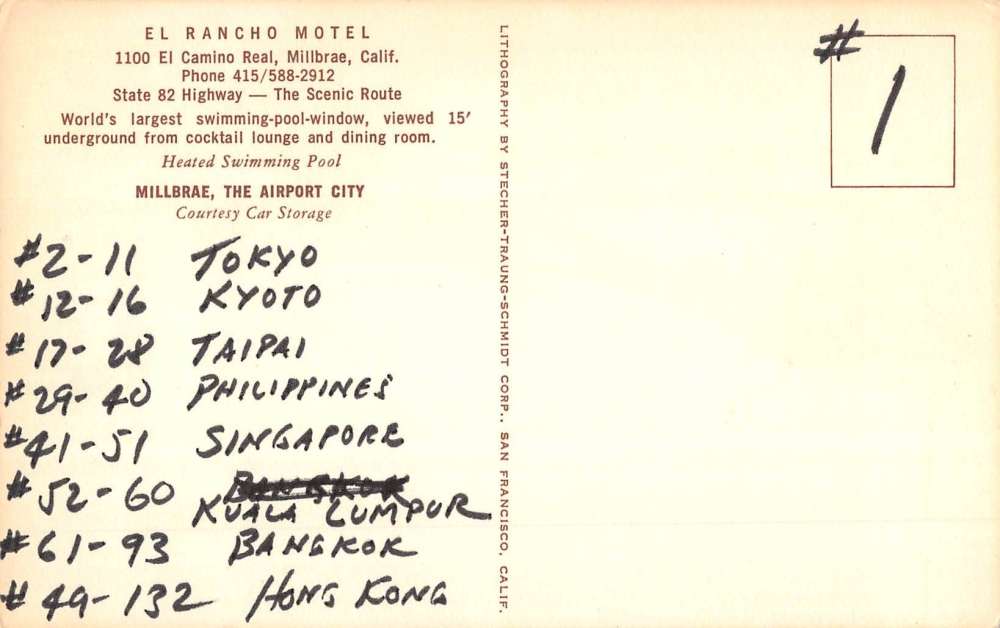 EL RANCHO MOTEL
1100 El Camino Real, Millbrae, Calif.
Phone 415/588-2912
State 82 Highway — The Scenic Route
World's largest swimming-pool-window, viewed 15'
underground from cocktail lounge and dining room.
Heated Swimming Pool
MILLBRAE, THE AIRPORT CITY
Courtesy Car Storage
#2-11 TOKYO
#12-16 KYOTO
#17-28 TAIPAI
#29-40 PHILIPPINES
#41-51 SINGAPORE
#52-60 BANGKOK
KUALA LUMPUR
#61-93 BANGKOK
#49-132 HONG KONG
LITHOGRAPHY BY STECHER-TRAUNG-SCHMIDT CORP., SAN FRANCISCO, CALIF.
#
1